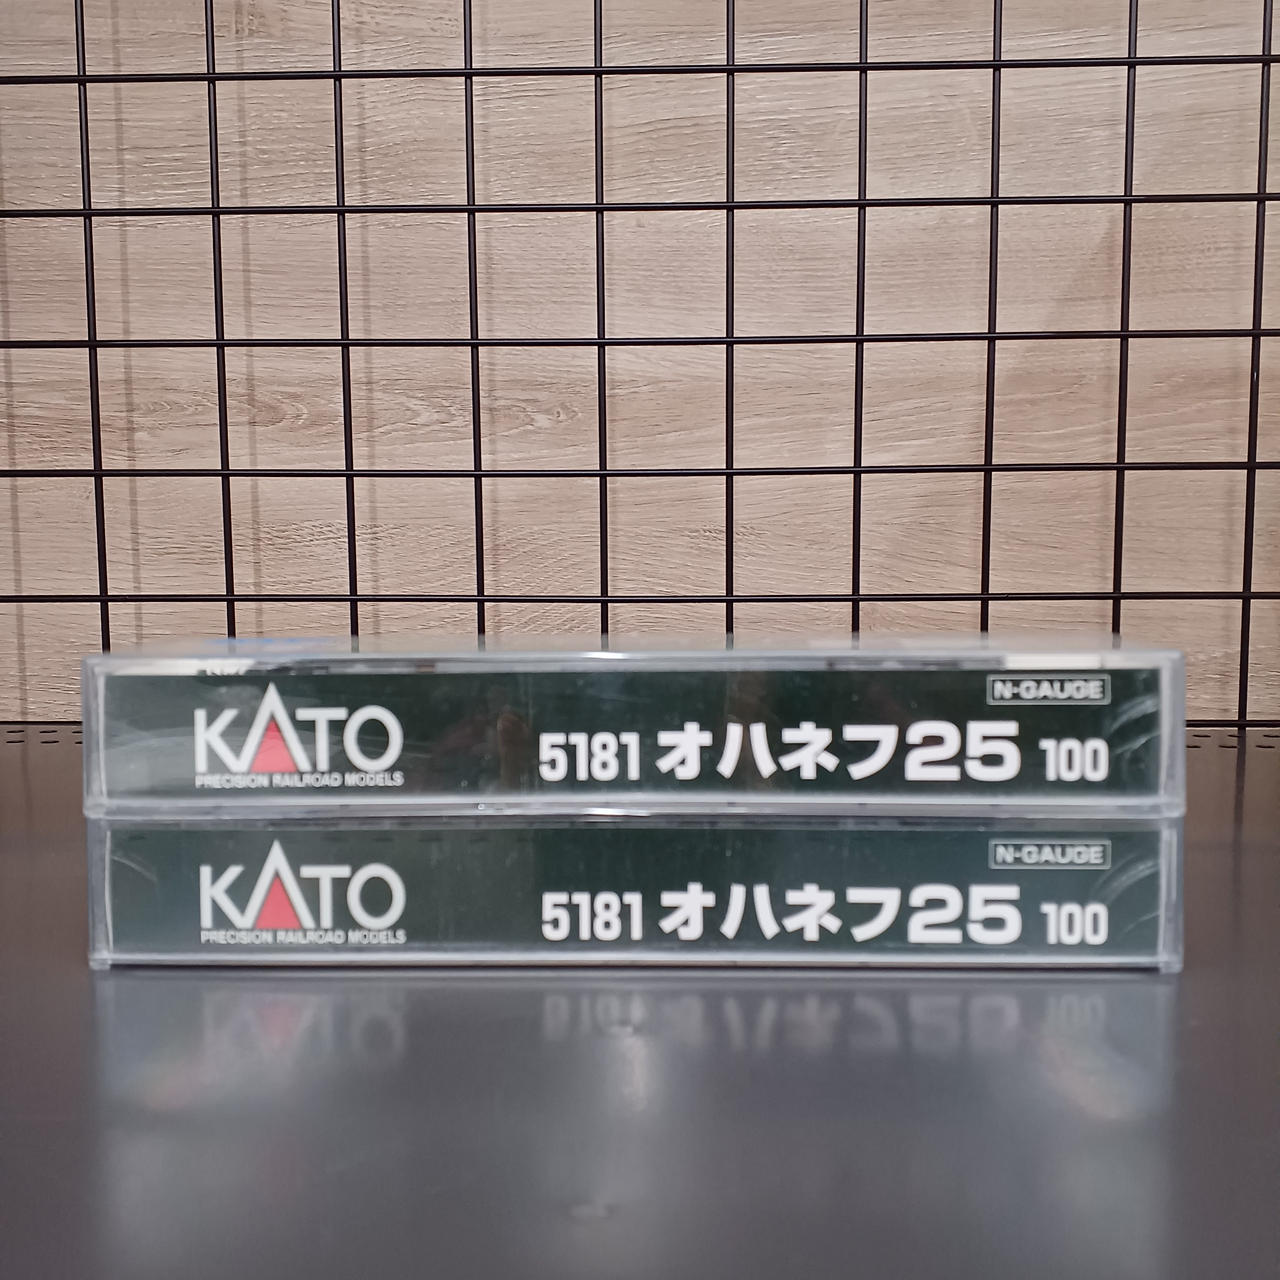 N-GAUGE
KATO
5181 オハネフ25 100
PRECISION RAILROAD MODELS
N-GAUGE
KATO
5181 オハネフ25 100
PRECISION RAILROAD MODELS